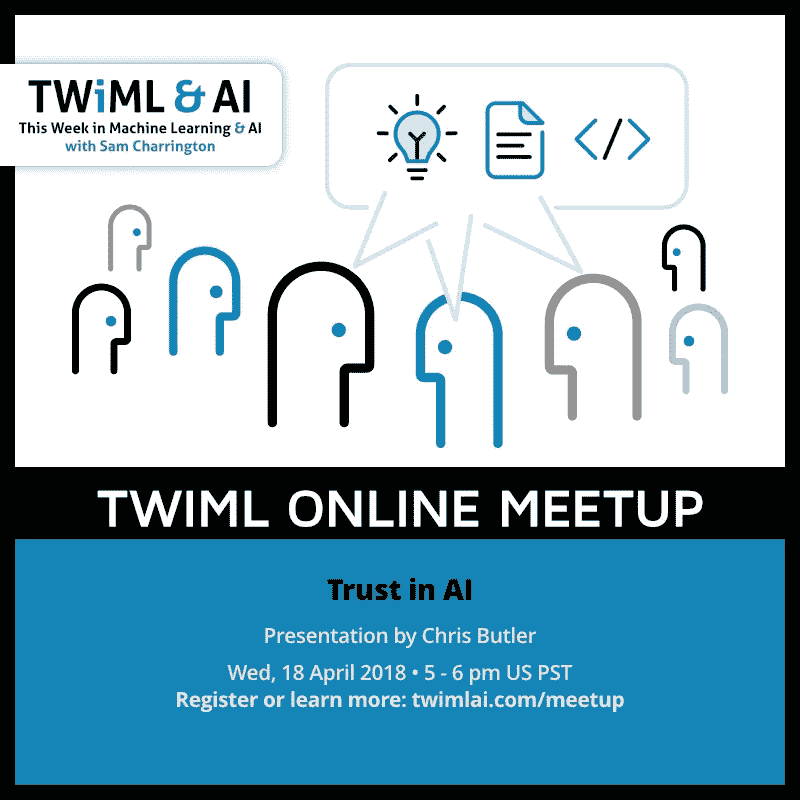 TWiML & AI
This Week in Machine Learning & AI
with Sam Charrington
</>
TWIML ONLINE MEETUP
Trust in AI
Presentation by Chris Butler
Wed, 18 April 2018 • 5 - 6 pm US PST
Register or learn more: twimlai.com/meetup